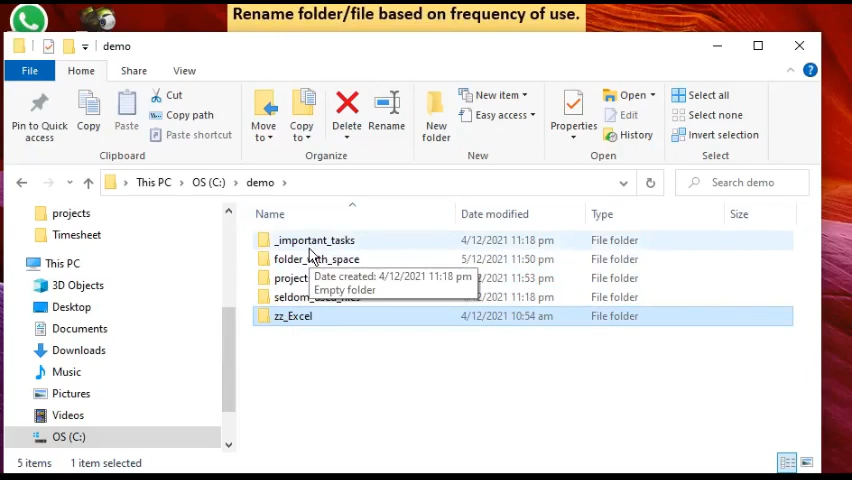 Rename folder/file based on frequency of use.
demo
File Home Share View
Pin to Quick access
Copy
Paste
Cut
Copy path
Paste shortcut
Clipboard
Move to
Copy to
Delete
Rename
Organize
New folder
New item
Easy access
New
Properties
Open
Edit
History
Open
Select all
Select none
Invert selection
Select
This PC > OS (C:) > demo >
Search demo
projects
Timesheet
This PC
3D Objects
Desktop
Documents
Downloads
Music
Pictures
Videos
OS (C:)
Name Date modified Type Size
_important_tasks 4/12/2021 11:18 pm File folder
5/12/2021 11:50 pm File folder
4/12/2021 11:53 pm File folder
4/12/2021 11:18 pm File folder
zz_Excel 4/12/2021 10:54 am File folder
Date created: 4/12/2021 11:18 pm
Empty folder
5 items 1 item selected